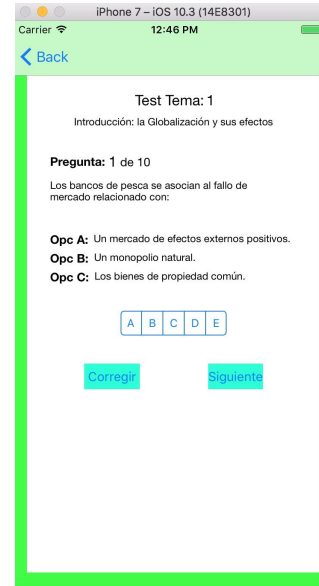 iPhone 7 – iOS 10.3 (14E8301)
Carrier 12:46 PM
Back
Test Tema: 1
Introducción: la Globalización y sus efectos
Pregunta: 1 de 10
Los bancos de pesca se asocian al fallo de
mercado relacionado con:
Opc A: Un mercado de efectos externos positivos.
Opc B: Un monopolio natural.
Opc C: Los bienes de propiedad común.
A B C D E
Corregir Siguiente